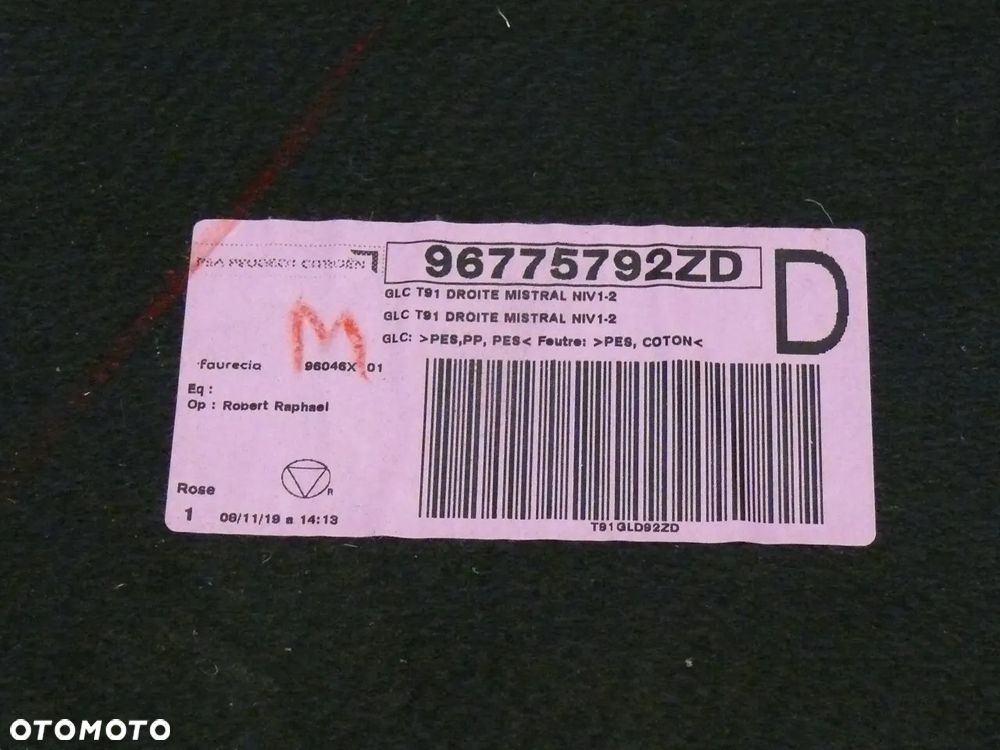 PSA PEUGEOT CITROËN
96775792ZD
D
GLC T91 DROITE MISTRAL NIV1-2
GLC T91 DROITE MISTRAL NIV1-2
GLC: >PES,PP, PES< Feutre: >PES, COTON<
M
faurecia 96046X 01
Eq :
Op : Robert Raphael
R
Rose
1 08/11/19 a 14:13
T91GLD92ZD
OTOMOTO